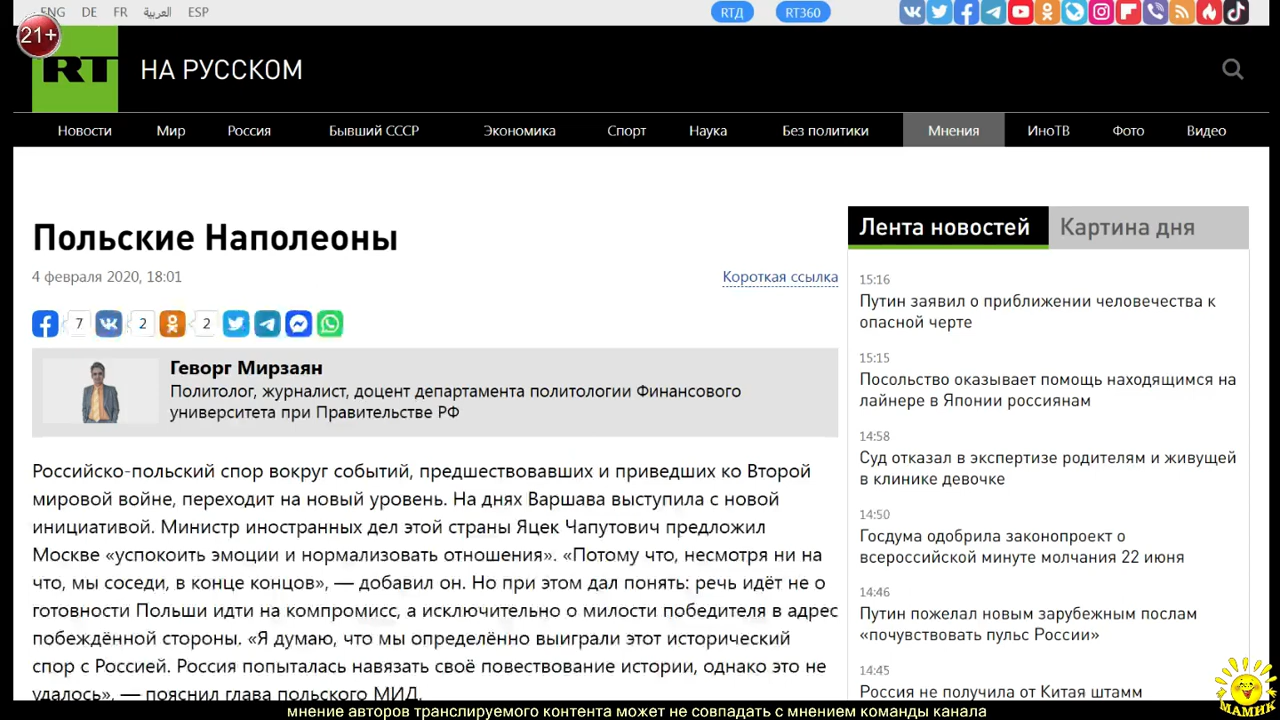 ENG DE FR العربية ESP РТД RT360
21+
RT НА РУССКОМ
Новости Мир Россия Бывший СССР Экономика Спорт Наука Без политики Мнения ИноТВ Фото Видео
Польские Наполеоны
4 февраля 2020, 18:01 Короткая ссылка
7 2 2
Геворг Мирзаян
Политолог, журналист, доцент департамента политологии Финансового
университета при Правительстве РФ
Российско-польский спор вокруг событий, предшествовавших и приведших ко Второй
мировой войне, переходит на новый уровень. На днях Варшава выступила с новой
инициативой. Министр иностранных дел этой страны Яцек Чапутович предложил
Москве «успокоить эмоции и нормализовать отношения». «Потому что, несмотря ни на
что, мы соседи, в конце концов», — добавил он. Но при этом дал понять: речь идёт не о
готовности Польши идти на компромисс, а исключительно о милости победителя в адрес
побеждённой стороны. «Я думаю, что мы определённо выиграли этот исторический
спор с Россией. Россия попыталась навязать своё повествование истории, однако это не
удалось», — пояснил глава польского МИД.
Лента новостей Картина дня
15:16
Путин заявил о приближении человечества к
опасной черте
15:15
Посольство оказывает помощь находящимся на
лайнере в Японии россиянам
14:58
Суд отказал в экспертизе родителям и живущей
в клинике девочке
14:50
Госдума одобрила законопроект о
всероссийской минуте молчания 22 июня
14:46
Путин пожелал новым зарубежным послам
«почувствовать пульс России»
14:45
Россия не получила от Китая штамм
МАМИК
мнение авторов транслируемого контента может не совпадать с мнением команды канала